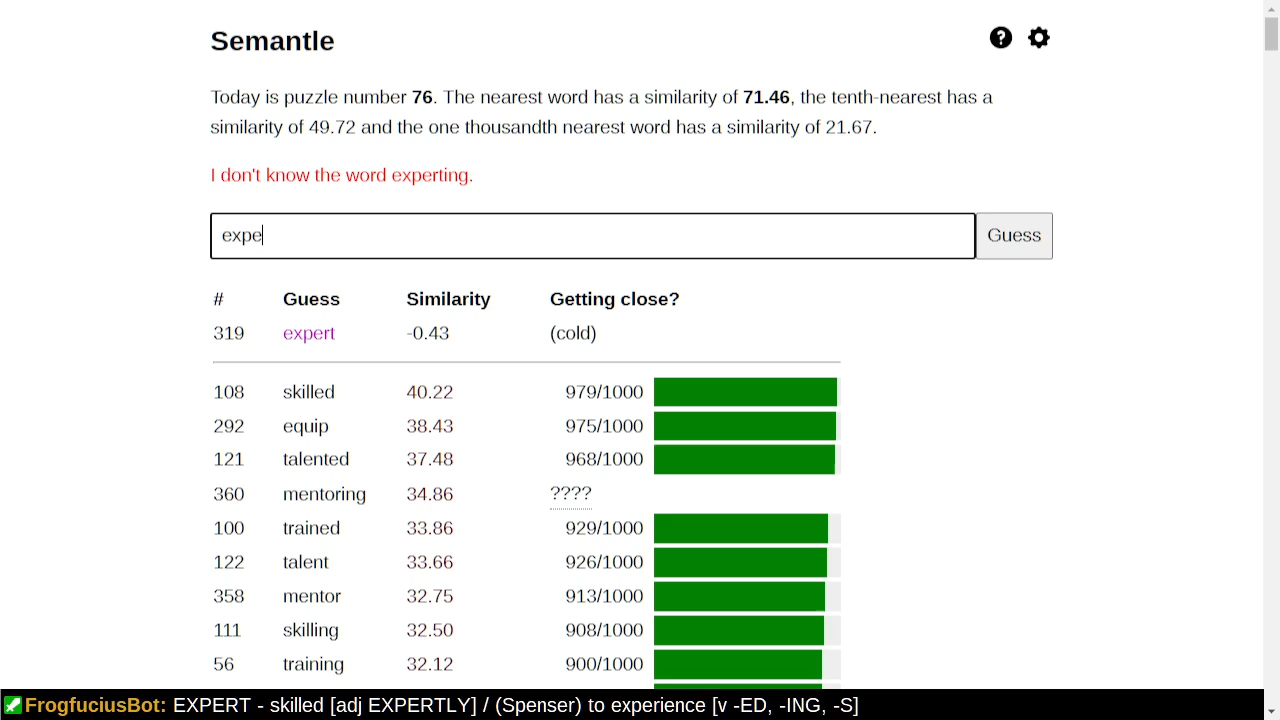 Semantle
Today is puzzle number 76. The nearest word has a similarity of 71.46, the tenth-nearest has a
similarity of 49.72 and the one thousandth nearest word has a similarity of 21.67.
I don't know the word experting.
expe Guess
# Guess Similarity Getting close?
319 expert -0.43 (cold)
108 skilled 40.22 979/1000
292 equip 38.43 975/1000
121 talented 37.48 968/1000
360 mentoring 34.86 ????
100 trained 33.86 929/1000
122 talent 33.66 926/1000
358 mentor 32.75 913/1000
111 skilling 32.50 908/1000
56 training 32.12 900/1000
FrogfuciusBot: EXPERT - skilled [adj EXPERTLY] / (Spenser) to experience [v -ED, -ING, -S]